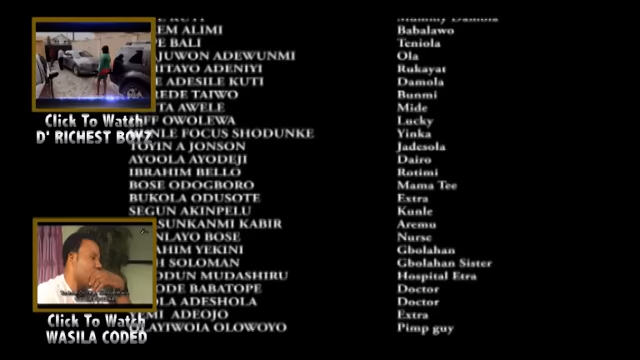 Mummy Damola
ALIMI Babalawo
BALI Teniola
ADEWUNMI Ola
ADENIYI Rukayat
ADESILE KUTI Damola
TAIWO Bunmi
AWELE Mide
OWOLEWA Lucky
FOCUS SHODUNKE Yinka
TOYIN A JONSON Jadesola
AYOOLA AYODEJI Dairo
IBRAHIM BELLO Rotimi
BOSE ODOGBORO Mama Tee
BUKOLA ODUSOTE Extra
SEGUN AKINPELU Kunle
KABIR Aremu
BOSE Nurse
YEKINI Gbolahan
SOLOMAN Gbolahan Sister
MUDASHIRU Hospital Etra
BABATOPE Doctor
ADESHOLA Doctor
ADEOJO Extra
OLOWOYO Pimp guy
Click To Watch
D' RICHEST BOYZ
Click To Watch
WASILA CODED